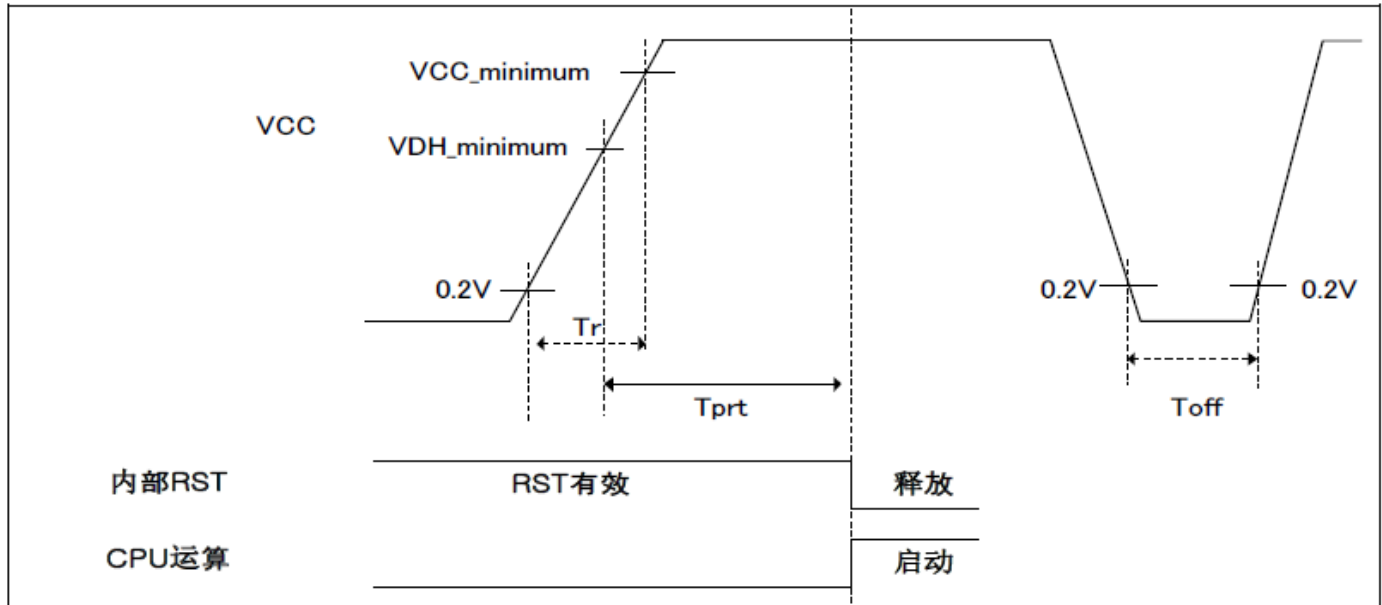 VCC_minimum
VCC
VDH_minimum
0.2V
0.2V
0.2V
Tr
Tprt
Toff
内部RST
RST有效
释放
CPU运算
启动